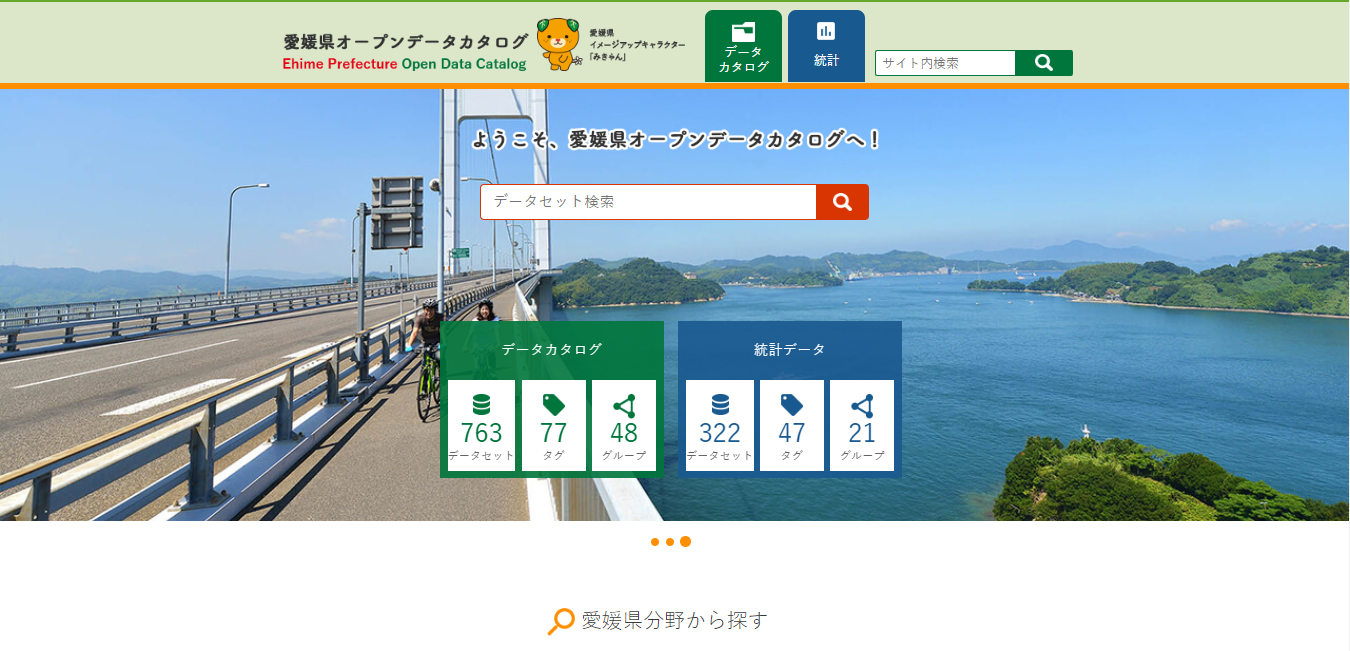 愛媛県オープンデータカタログ
Ehime Prefecture Open Data Catalog
愛媛県
イメージアップキャラクター
「みきゃん」
データ
カタログ
統計
サイト内検索
ようこそ、愛媛県オープンデータカタログへ！
データセット検索
データカタログ
763
データセット
77
タグ
48
グループ
統計データ
322
データセット
47
タグ
21
グループ
愛媛県分野から探す